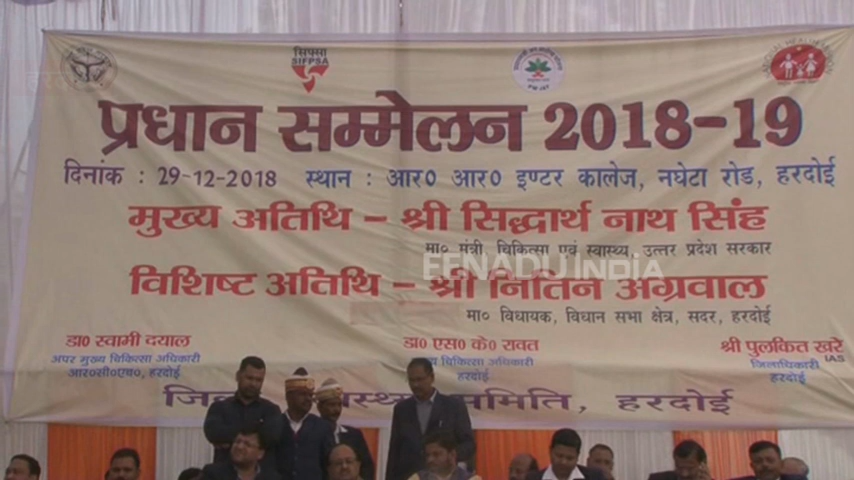 सिफ्सा
SIFPSA
प्रधान सम्मेलन 2018-19
दिनांक : 29-12-2018 स्थान : आर० आर० इण्टर कालेज, नघेटा रोड, हरदोई
मुख्य अतिथि – श्री सिद्धार्थ नाथ सिंह
मा० मंत्री, चिकित्सा एवं स्वास्थ्य, उत्तर प्रदेश सरकार
EENADU INDIA
विशिष्ट अतिथि – श्री नितिन अग्रवाल
मा० विधायक, विधान सभा क्षेत्र, सदर, हरदोई
डा० स्वामी दयाल
अपर मुख्य चिकित्सा अधिकारी
आर०सी०एच०, हरदोई
डा० एस० के० रावत
चिकित्सा अधिकारी
हरदोई
श्री पुलकित खरे
IAS
जिलाधिकारी
हरदोई
समिति, हरदोई